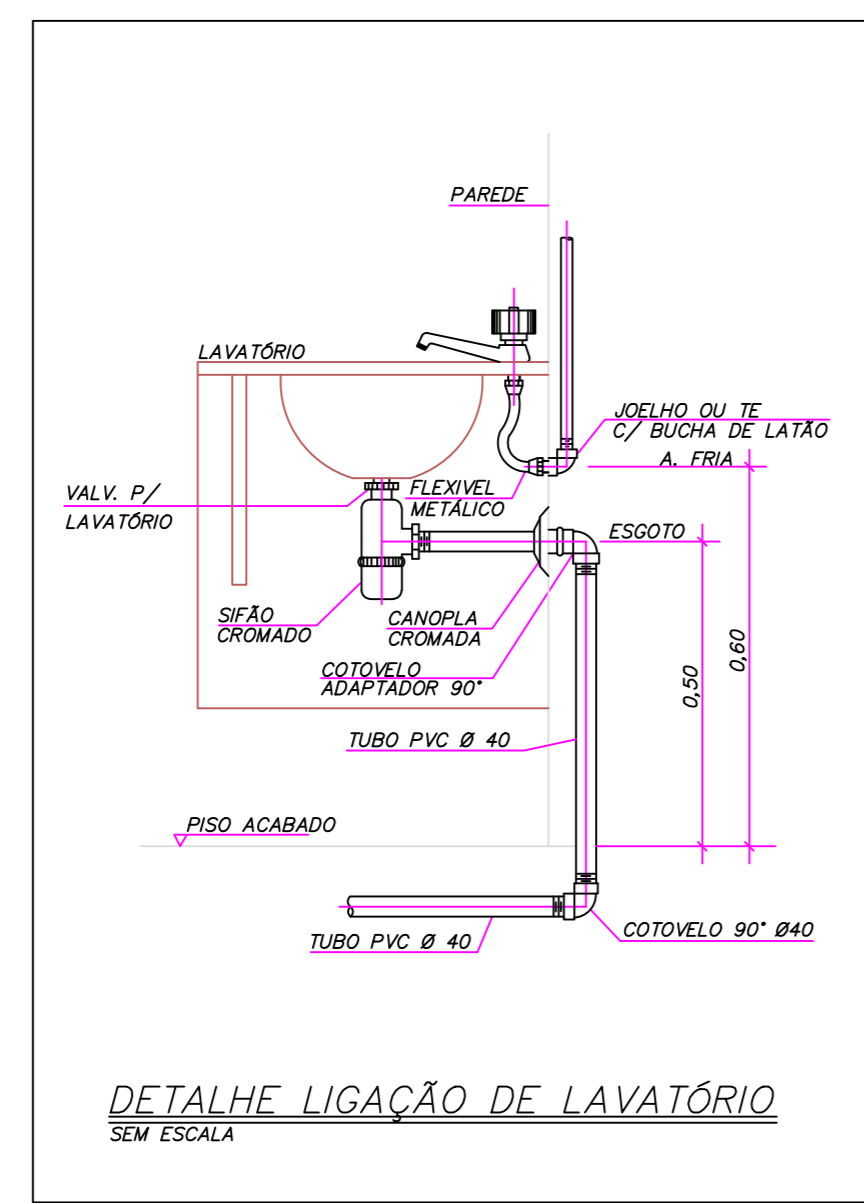 PAREDE
LAVATÓRIO
JOELHO OU TE
C/ BUCHA DE LATÃO
A. FRIA
VALV. P/
LAVATÓRIO
FLEXIVEL
METÁLICO
ESGOTO
SIFÃO
CROMADO
CANOPLA
CROMADA
COTOVELO
ADAPTADOR 90°
0,50
0,60
TUBO PVC Ø 40
PISO ACABADO
TUBO PVC Ø 40
COTOVELO 90° Ø40
DETALHE LIGAÇÃO DE LAVATÓRIO
SEM ESCALA